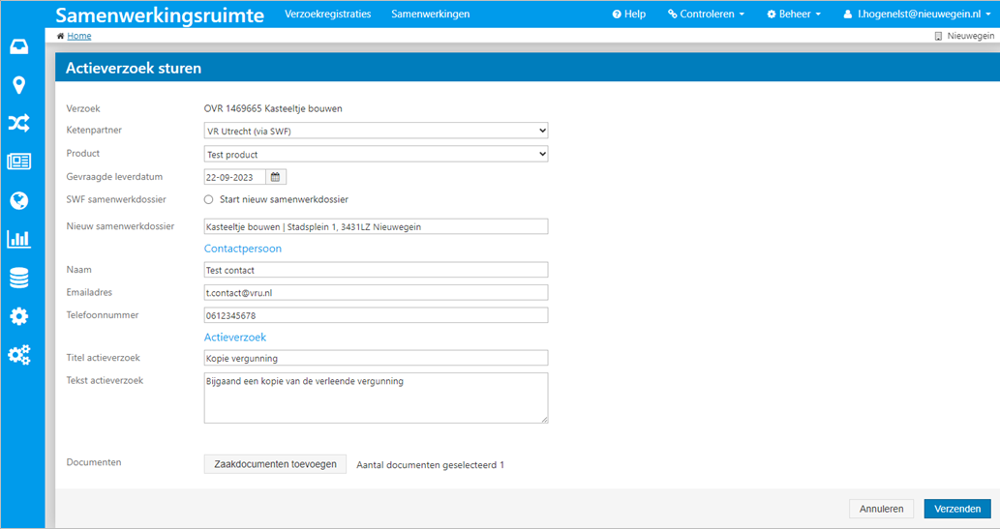 Samenwerkingsruimte Verzoekregistraties Samenwerkingen Help Controleren Beheer l.hogenelst@nieuwegein.nl
Home Nieuwegein
Actieverzoek sturen
Verzoek OVR 1469665 Kasteeltje bouwen
Ketenpartner VR Utrecht (via SWF)
Product Test product
Gevraagde leverdatum 22-09-2023
SWF samenwerkdossier Start nieuw samenwerkdossier
Nieuw samenwerkdossier Kasteeltje bouwen | Stadsplein 1, 3431LZ Nieuwegein
Contactpersoon
Naam Test contact
Emailadres t.contact@vru.nl
Telefoonnummer 0612345678
Actieverzoek
Titel actieverzoek Kopie vergunning
Tekst actieverzoek Bijgaand een kopie van de verleende vergunning
Documenten Zaakdocumenten toevoegen Aantal documenten geselecteerd 1
Annuleren Verzenden